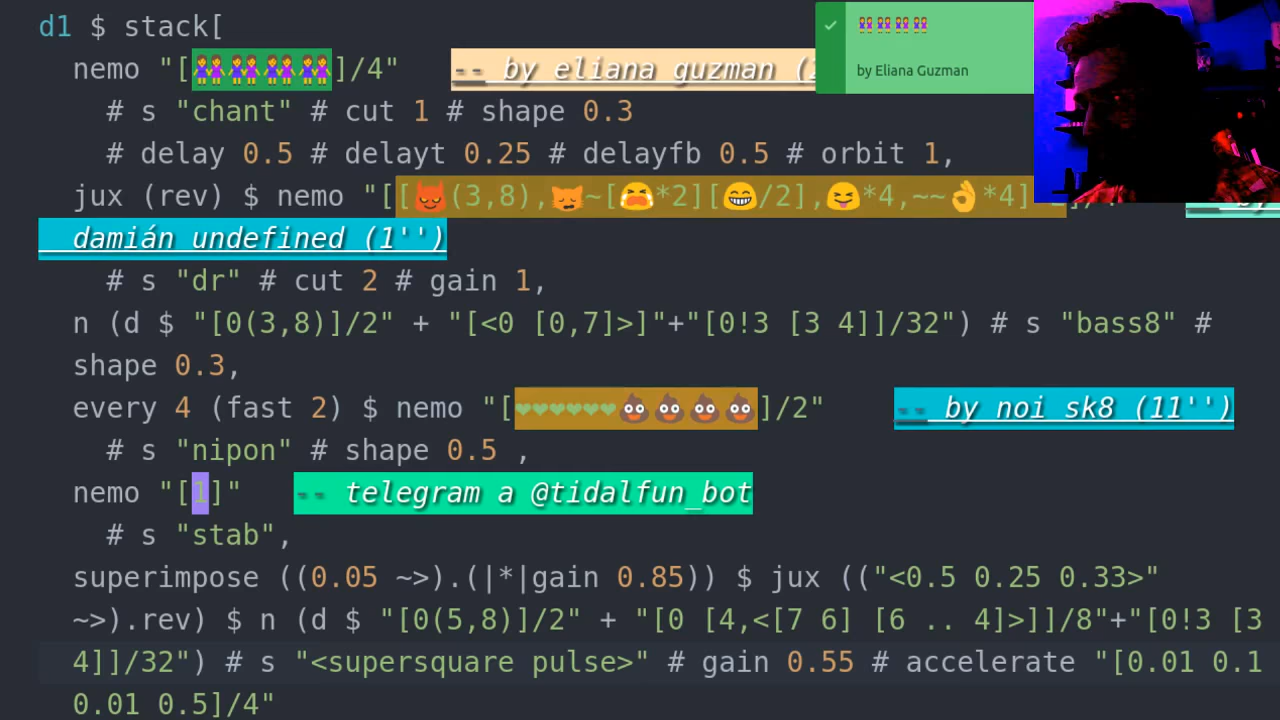 d1 $ stack[
nemo "[👭👭👭👭]/4" -- by eliana guzman (
👭👭👭👭
by Eliana Guzman
# s "chant" # cut 1 # shape 0.3
# delay 0.5 # delayt 0.25 # delayfb 0.5 # orbit 1,
jux (rev) $ nemo "[[👿(3,8),😼~[😭*2][😁/2],😝*4,~~👌*4]
damián undefined (1'')
# s "dr" # cut 2 # gain 1,
n (d $ "[0(3,8)]/2" + "[<0 [0,7]>]"+"[0!3 [3 4]]/32") # s "bass8" #
shape 0.3,
every 4 (fast 2) $ nemo "[❤❤❤❤❤❤💩💩💩💩]/2" -- by noi sk8 (11'')
# s "nipon" # shape 0.5 ,
nemo "[1]" -- telegram a @tidalfun_bot
# s "stab",
superimpose ((0.05 ~>).(|*|gain 0.85)) $ jux (("<0.5 0.25 0.33>"
~>).rev) $ n (d $ "[0(5,8)]/2" + "[0 [4,<[7 6] [6 .. 4]>]]/8"+"[0!3 [3
4]]/32") # s "<supersquare pulse>" # gain 0.55 # accelerate "[0.01 0.1
0.01 0.5]/4"